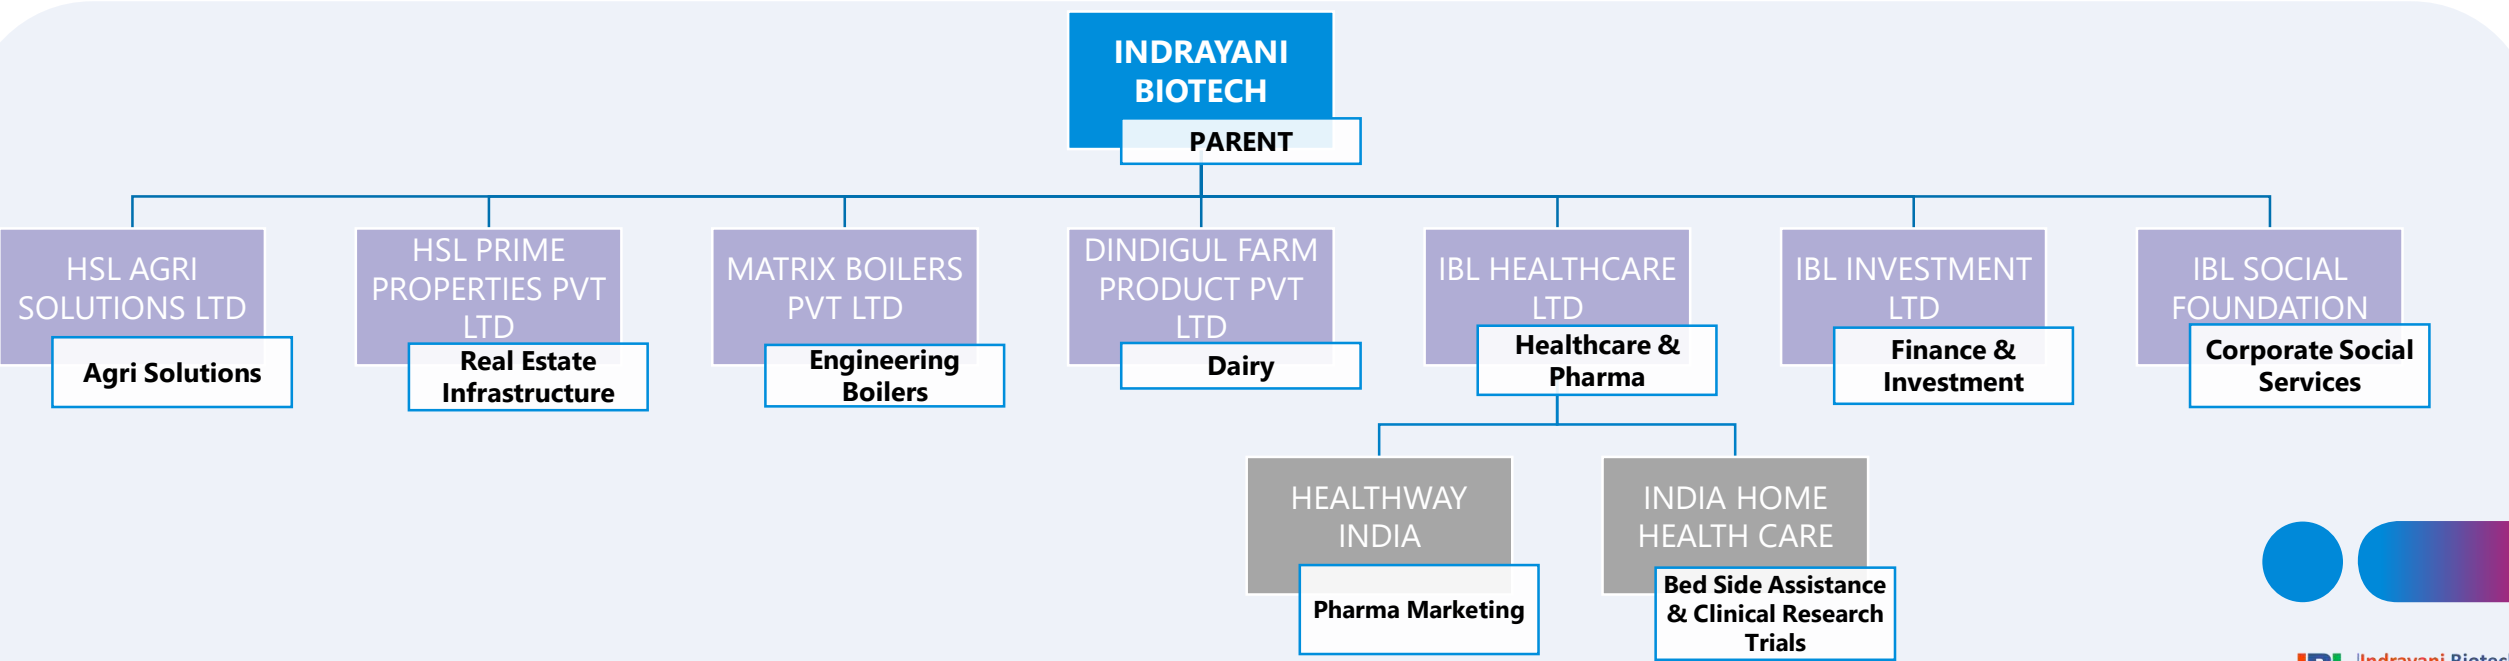 INDRAYANI
BIOTECH
PARENT
HSL AGRI
SOLUTIONS LTD
Agri Solutions
HSL PRIME
PROPERTIES PVT
LTD
Real Estate
Infrastructure
MATRIX BOILERS
PVT LTD
Engineering
Boilers
DINDIGUL FARM
PRODUCT PVT
LTD
Dairy
IBL HEALTHCARE
LTD
Healthcare &
Pharma
IBL INVESTMENT
LTD
Finance &
Investment
IBL SOCIAL
FOUNDATION
Corporate Social
Services
HEALTHWAY
INDIA
Pharma Marketing
INDIA HOME
HEALTH CARE
Bed Side Assistance
& Clinical Research
Trials
Indrayani